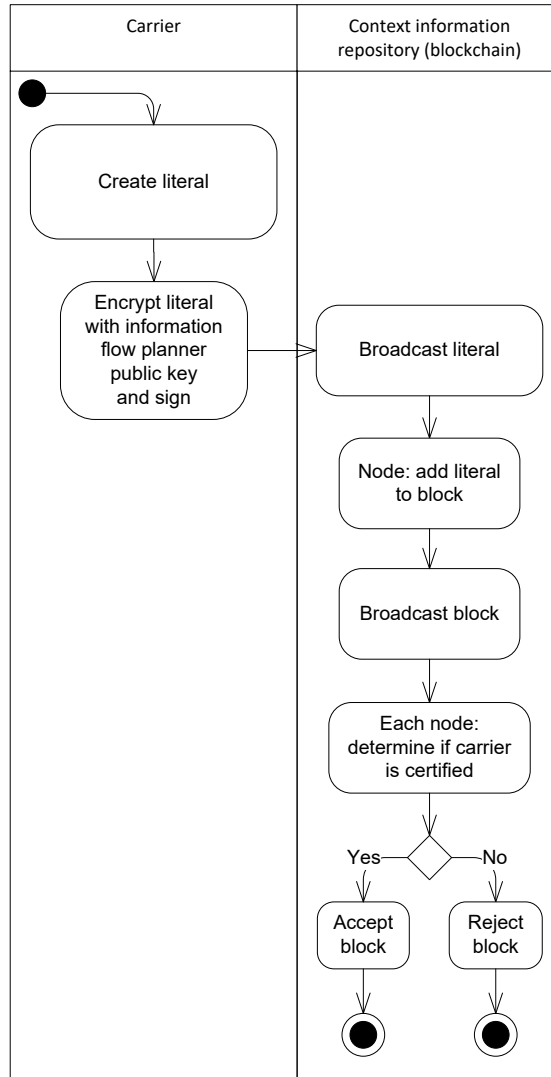 Carrier
Context information
repository (blockchain)
Create literal
Encrypt literal
with information
flow planner
public key
and sign
Broadcast literal
Node: add literal
to block
Broadcast block
Each node:
determine if carrier
is certified
Yes
No
Accept
block
Reject
block